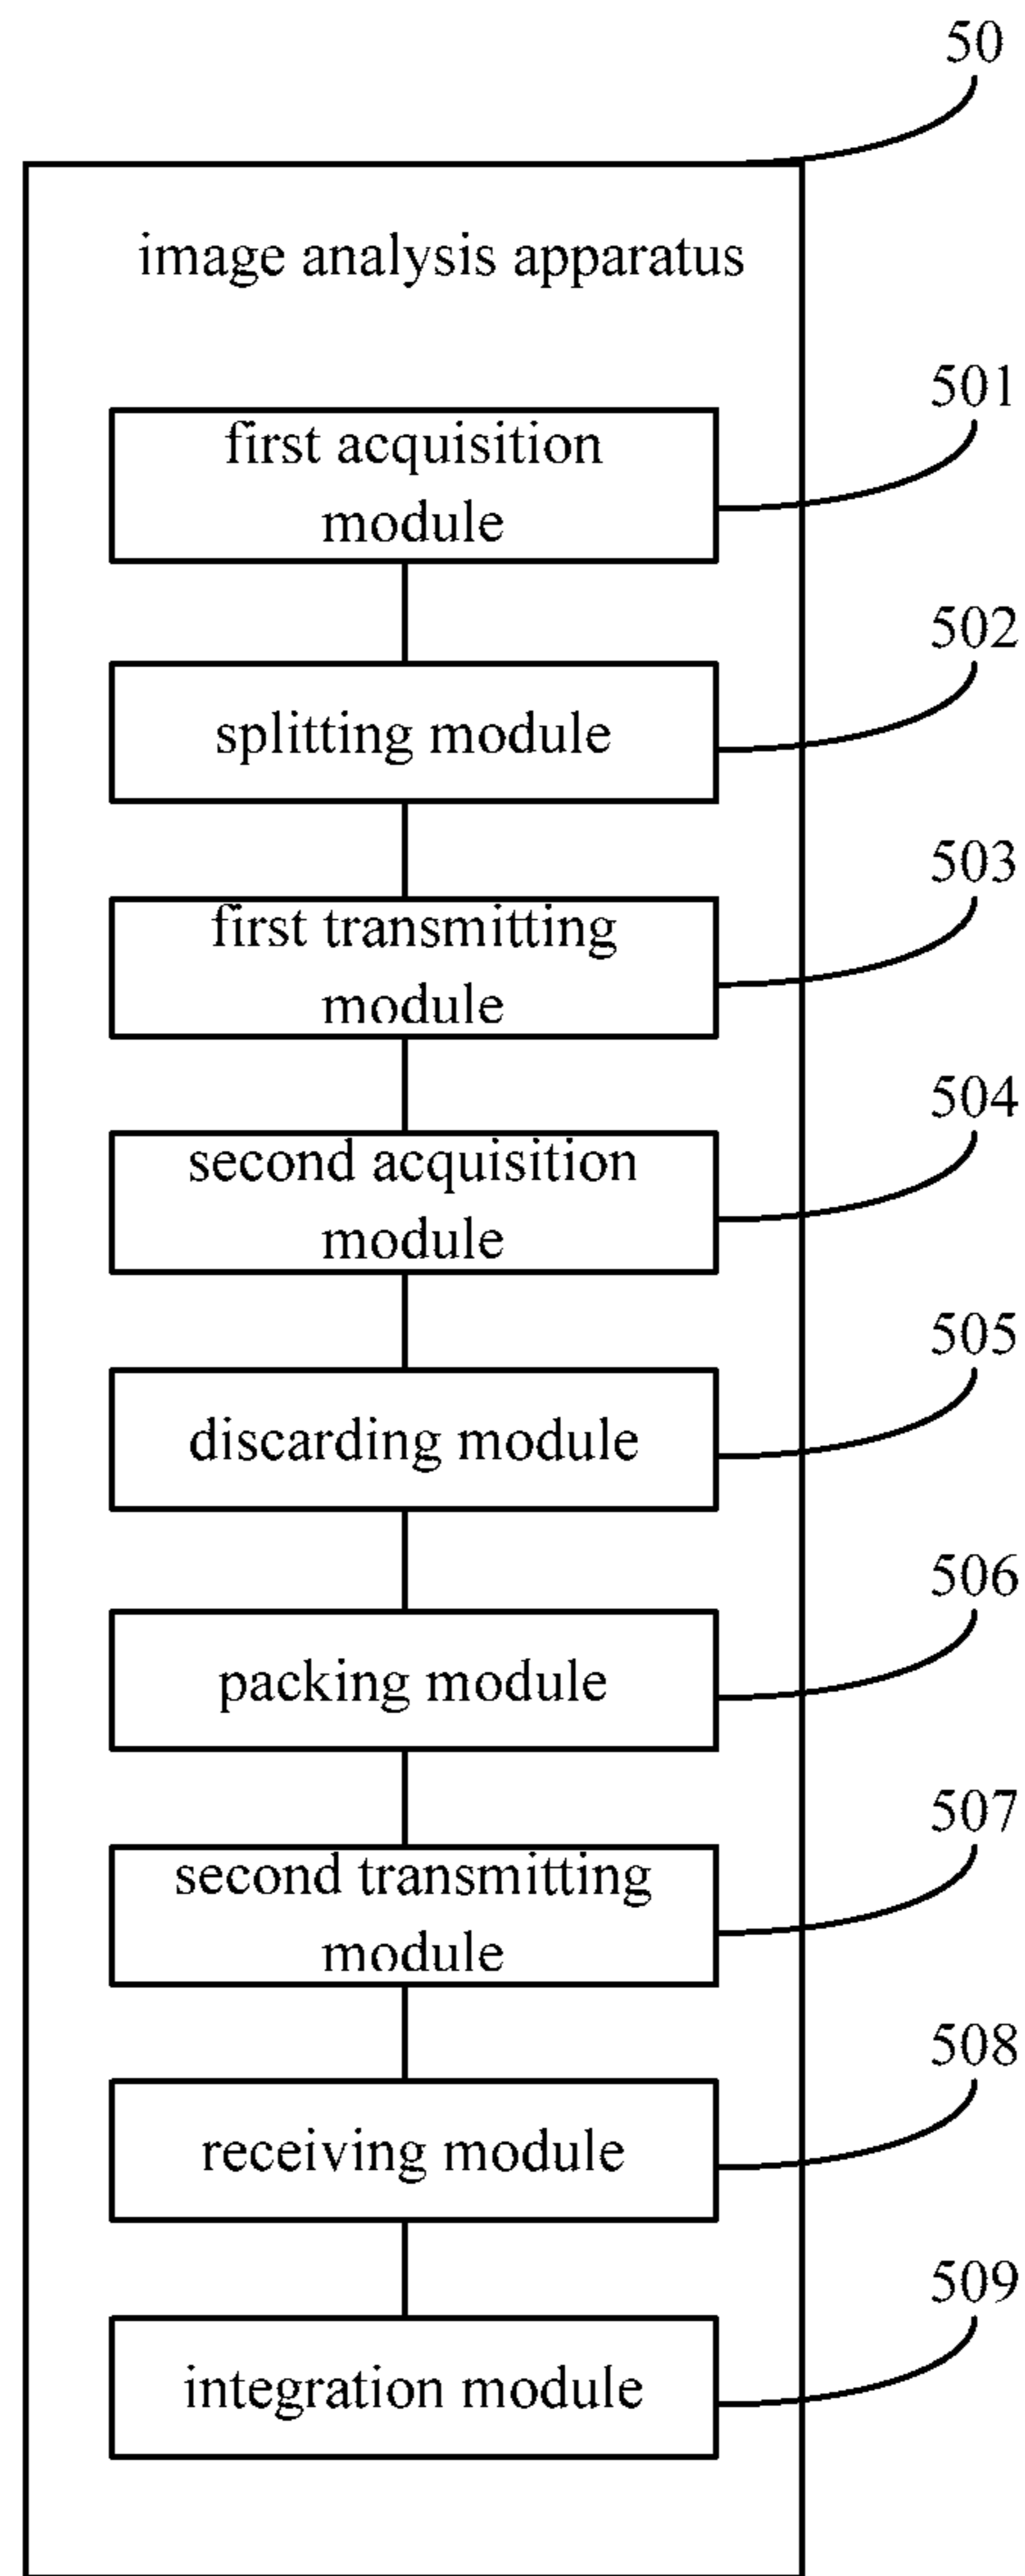 50
image analysis apparatus
501
first acquisition
module
502
splitting module
503
first transmitting
module
504
second acquisition
module
505
discarding module
506
packing module
507
second transmitting
module
508
receiving module
509
integration module